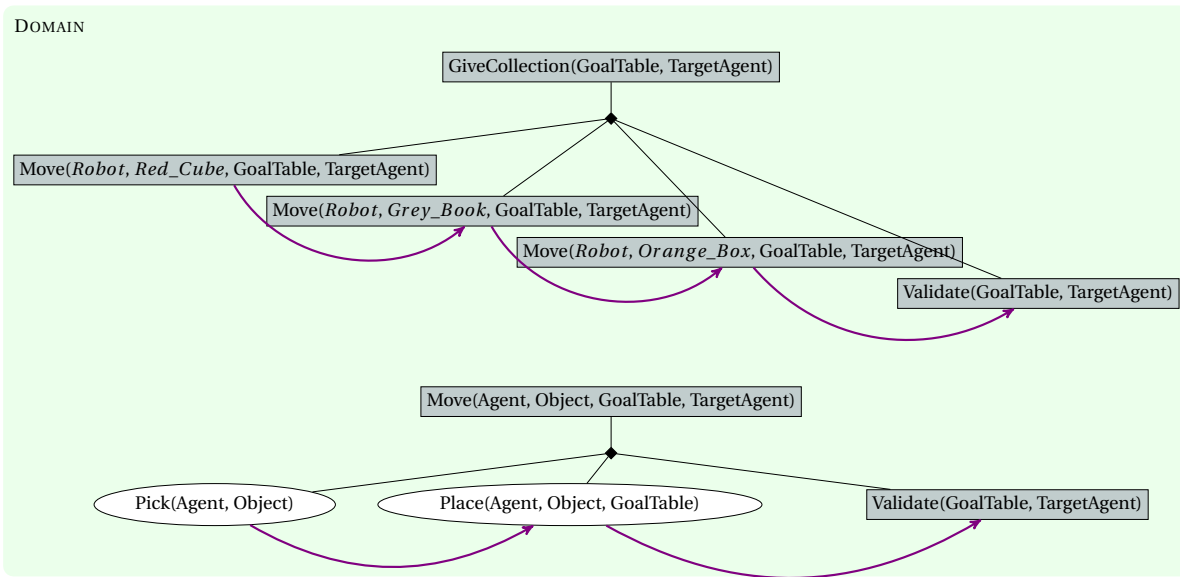 DOMAIN
GiveCollection(GoalTable, TargetAgent)
Move(Robot, Red_Cube, GoalTable, TargetAgent)
Move(Robot, Grey_Book, GoalTable, TargetAgent)
Move(Robot, Orange_Box, GoalTable, TargetAgent)
Validate(GoalTable, TargetAgent)
Move(Agent, Object, GoalTable, TargetAgent)
Pick(Agent, Object)
Place(Agent, Object, GoalTable)
Validate(GoalTable, TargetAgent)